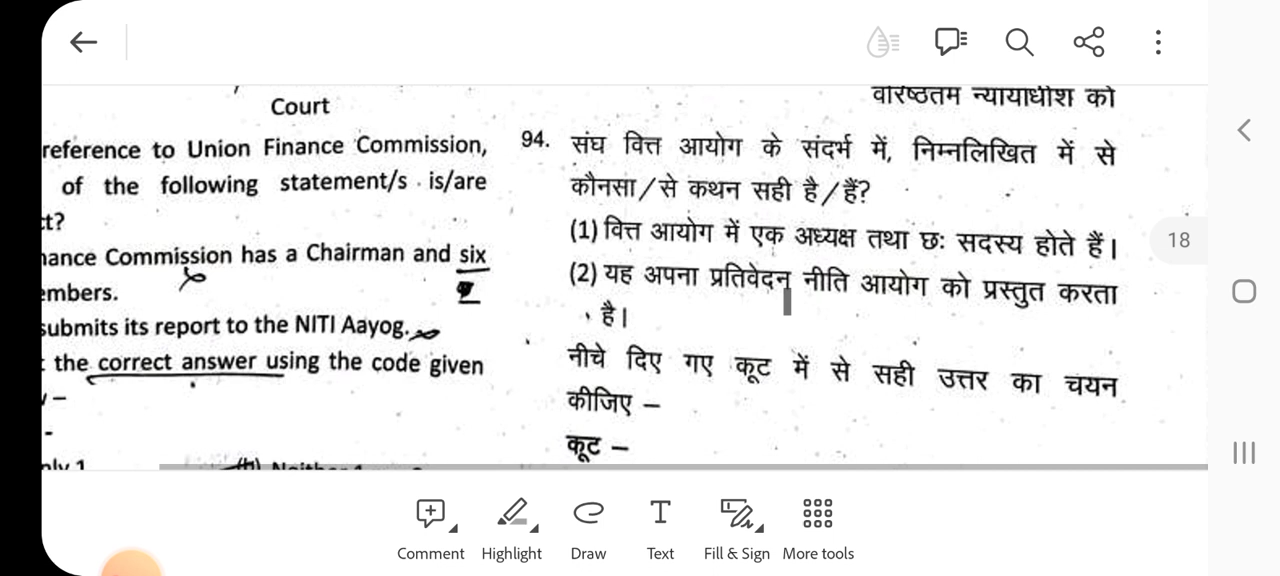 Court
reference to Union Finance Commission,
of the following statement/s is/are
ct?
nance Commission has a Chairman and six
embers.
submits its report to the NITI Aayog.
the correct answer using the code given
वरिष्ठतम न्यायाधीश को
94. संघ वित्त आयोग के संदर्भ में, निम्नलिखित में से
कौनसा/से कथन सही है/हैं?
(1) वित्त आयोग में एक अध्यक्ष तथा छः सदस्य होते हैं।
(2) यह अपना प्रतिवेदन नीति आयोग को प्रस्तुत करता
है।
नीचे दिए गए कूट में से सही उत्तर का चयन
कीजिए –
कूट –
18
Comment
Highlight
Draw
Text
Fill & Sign
More tools